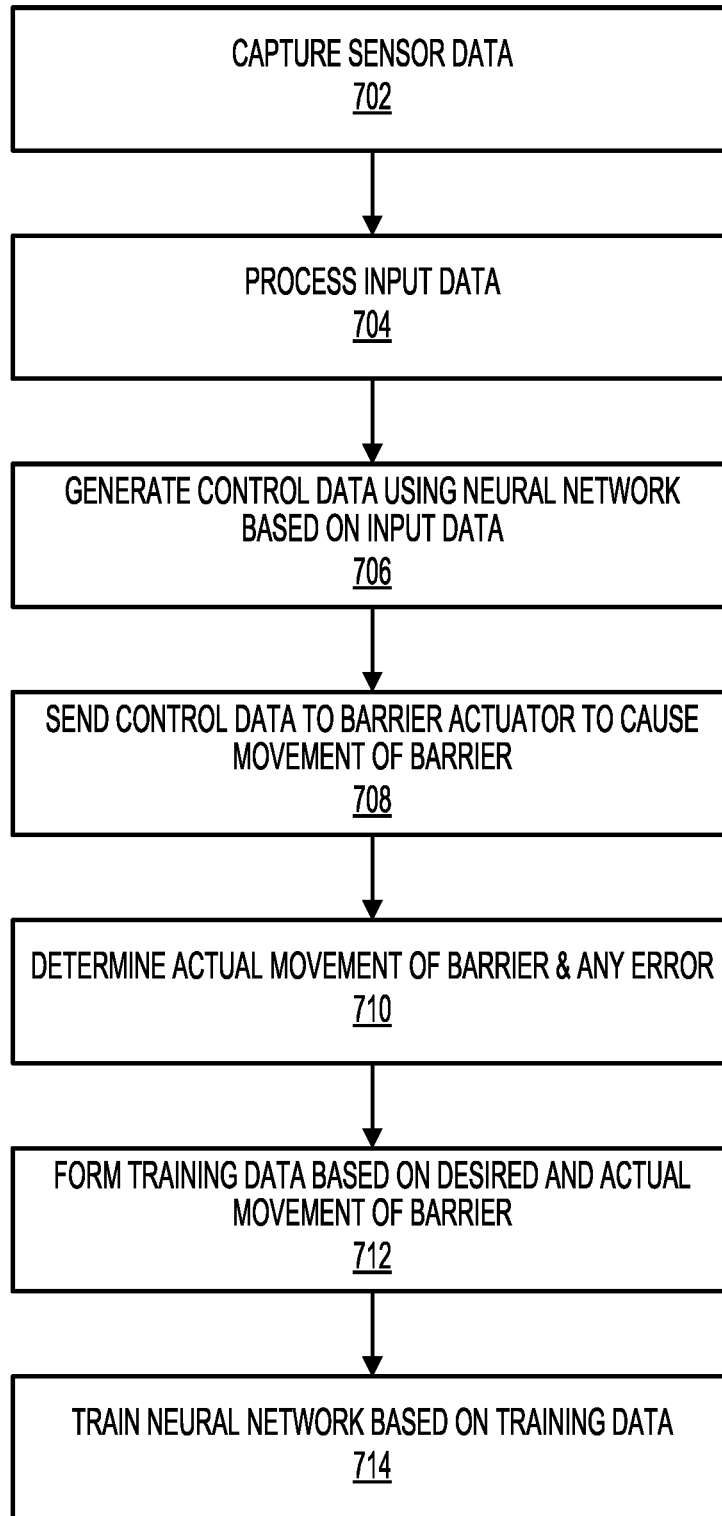 CAPTURE SENSOR DATA
702
PROCESS INPUT DATA
704
GENERATE CONTROL DATA USING NEURAL NETWORK
BASED ON INPUT DATA
706
SEND CONTROL DATA TO BARRIER ACTUATOR TO CAUSE
MOVEMENT OF BARRIER
708
DETERMINE ACTUAL MOVEMENT OF BARRIER & ANY ERROR
710
FORM TRAINING DATA BASED ON DESIRED AND ACTUAL
MOVEMENT OF BARRIER
712
TRAIN NEURAL NETWORK BASED ON TRAINING DATA
714